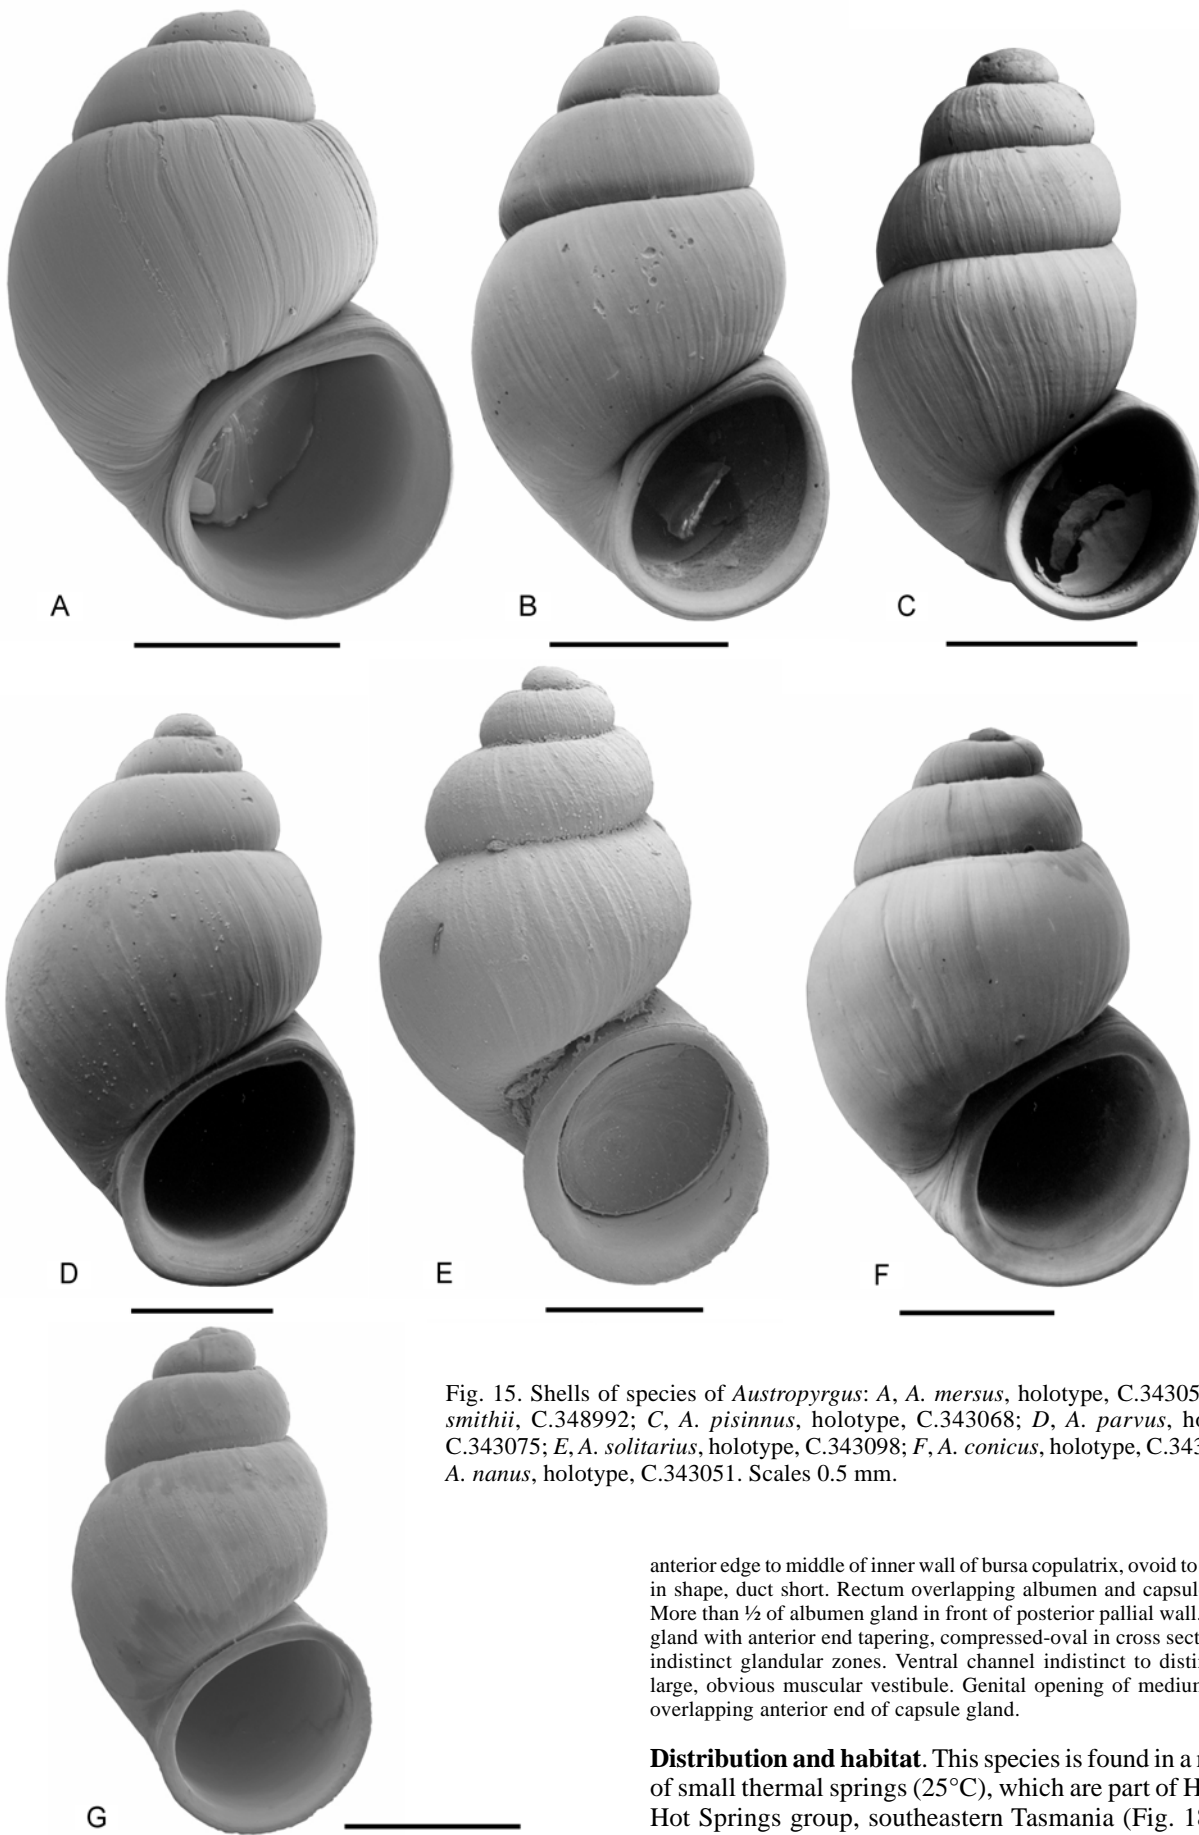 A
B
C
D
E
F
G
Fig. 15. Shells of species of Austropyrgus: A, A. mersus, holotype, C.34305
smithii, C.348992; C, A. pisinnus, holotype, C.343068; D, A. parvus, ho
C.343075; E, A. solitarius, holotype, C.343098; F, A. conicus, holotype, C.343
A. nanus, holotype, C.343051. Scales 0.5 mm.
anterior edge to middle of inner wall of bursa copulatrix, ovoid to
in shape, duct short. Rectum overlapping albumen and capsul
More than ½ of albumen gland in front of posterior pallial wall.
gland with anterior end tapering, compressed-oval in cross sect
indistinct glandular zones. Ventral channel indistinct to distin
large, obvious muscular vestibule. Genital opening of medium
overlapping anterior end of capsule gland.
Distribution and habitat. This species is found in a
of small thermal springs (25°C), which are part of H
Hot Springs group, southeastern Tasmania (Fig. 18